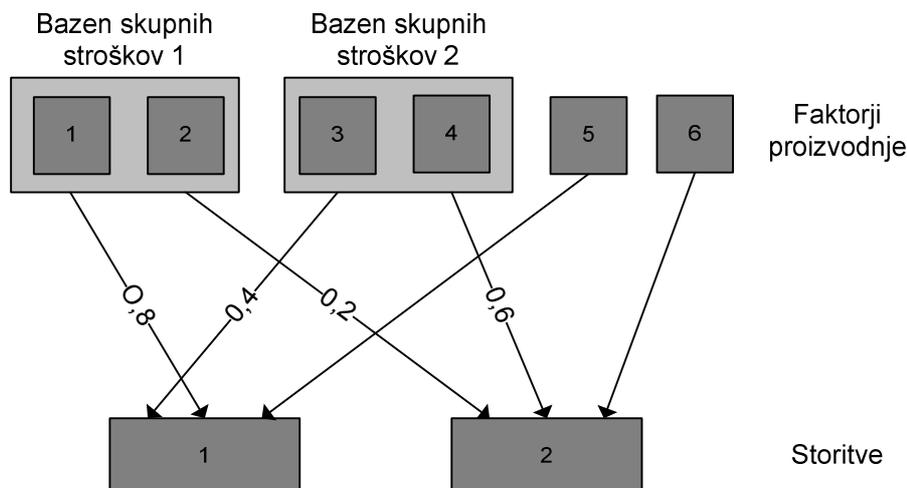 Bazen skupnih
stroškov 1
Bazen skupnih
stroškov 2
1
2
3
4
5
6
Faktorji
proizvodnje
O,8
0,4
0,2
0,6
1
2
Storitve